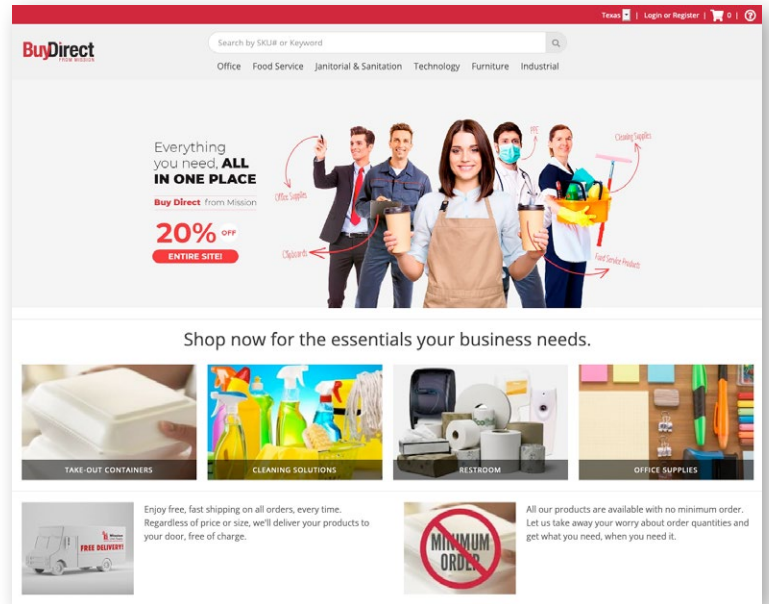 Texas | Login or Register | 0 |
BuyDirect
FROM MISSION
Search by SKU# or Keyword
Office Food Service Janitorial & Sanitation Technology Furniture Industrial
Everything
you need, ALL
IN ONE PLACE
Buy Direct from Mission
20% OFF
ENTIRE SITE!
Office Supplies
Clipboards
PPE
Cleaning Supplies
Food Service Products
Shop now for the essentials your business needs.
TAKE-OUT CONTAINERS
CLEANING SOLUTIONS
RESTROOM
OFFICE SUPPLIES
Mission
FREE DELIVERY!
Enjoy free, fast shipping on all orders, every time.
Regardless of price or size, we'll deliver your products to
your door, free of charge.
MINIMUM
ORDER
All our products are available with no minimum order.
Let us take away your worry about order quantities and
get what you need, when you need it.